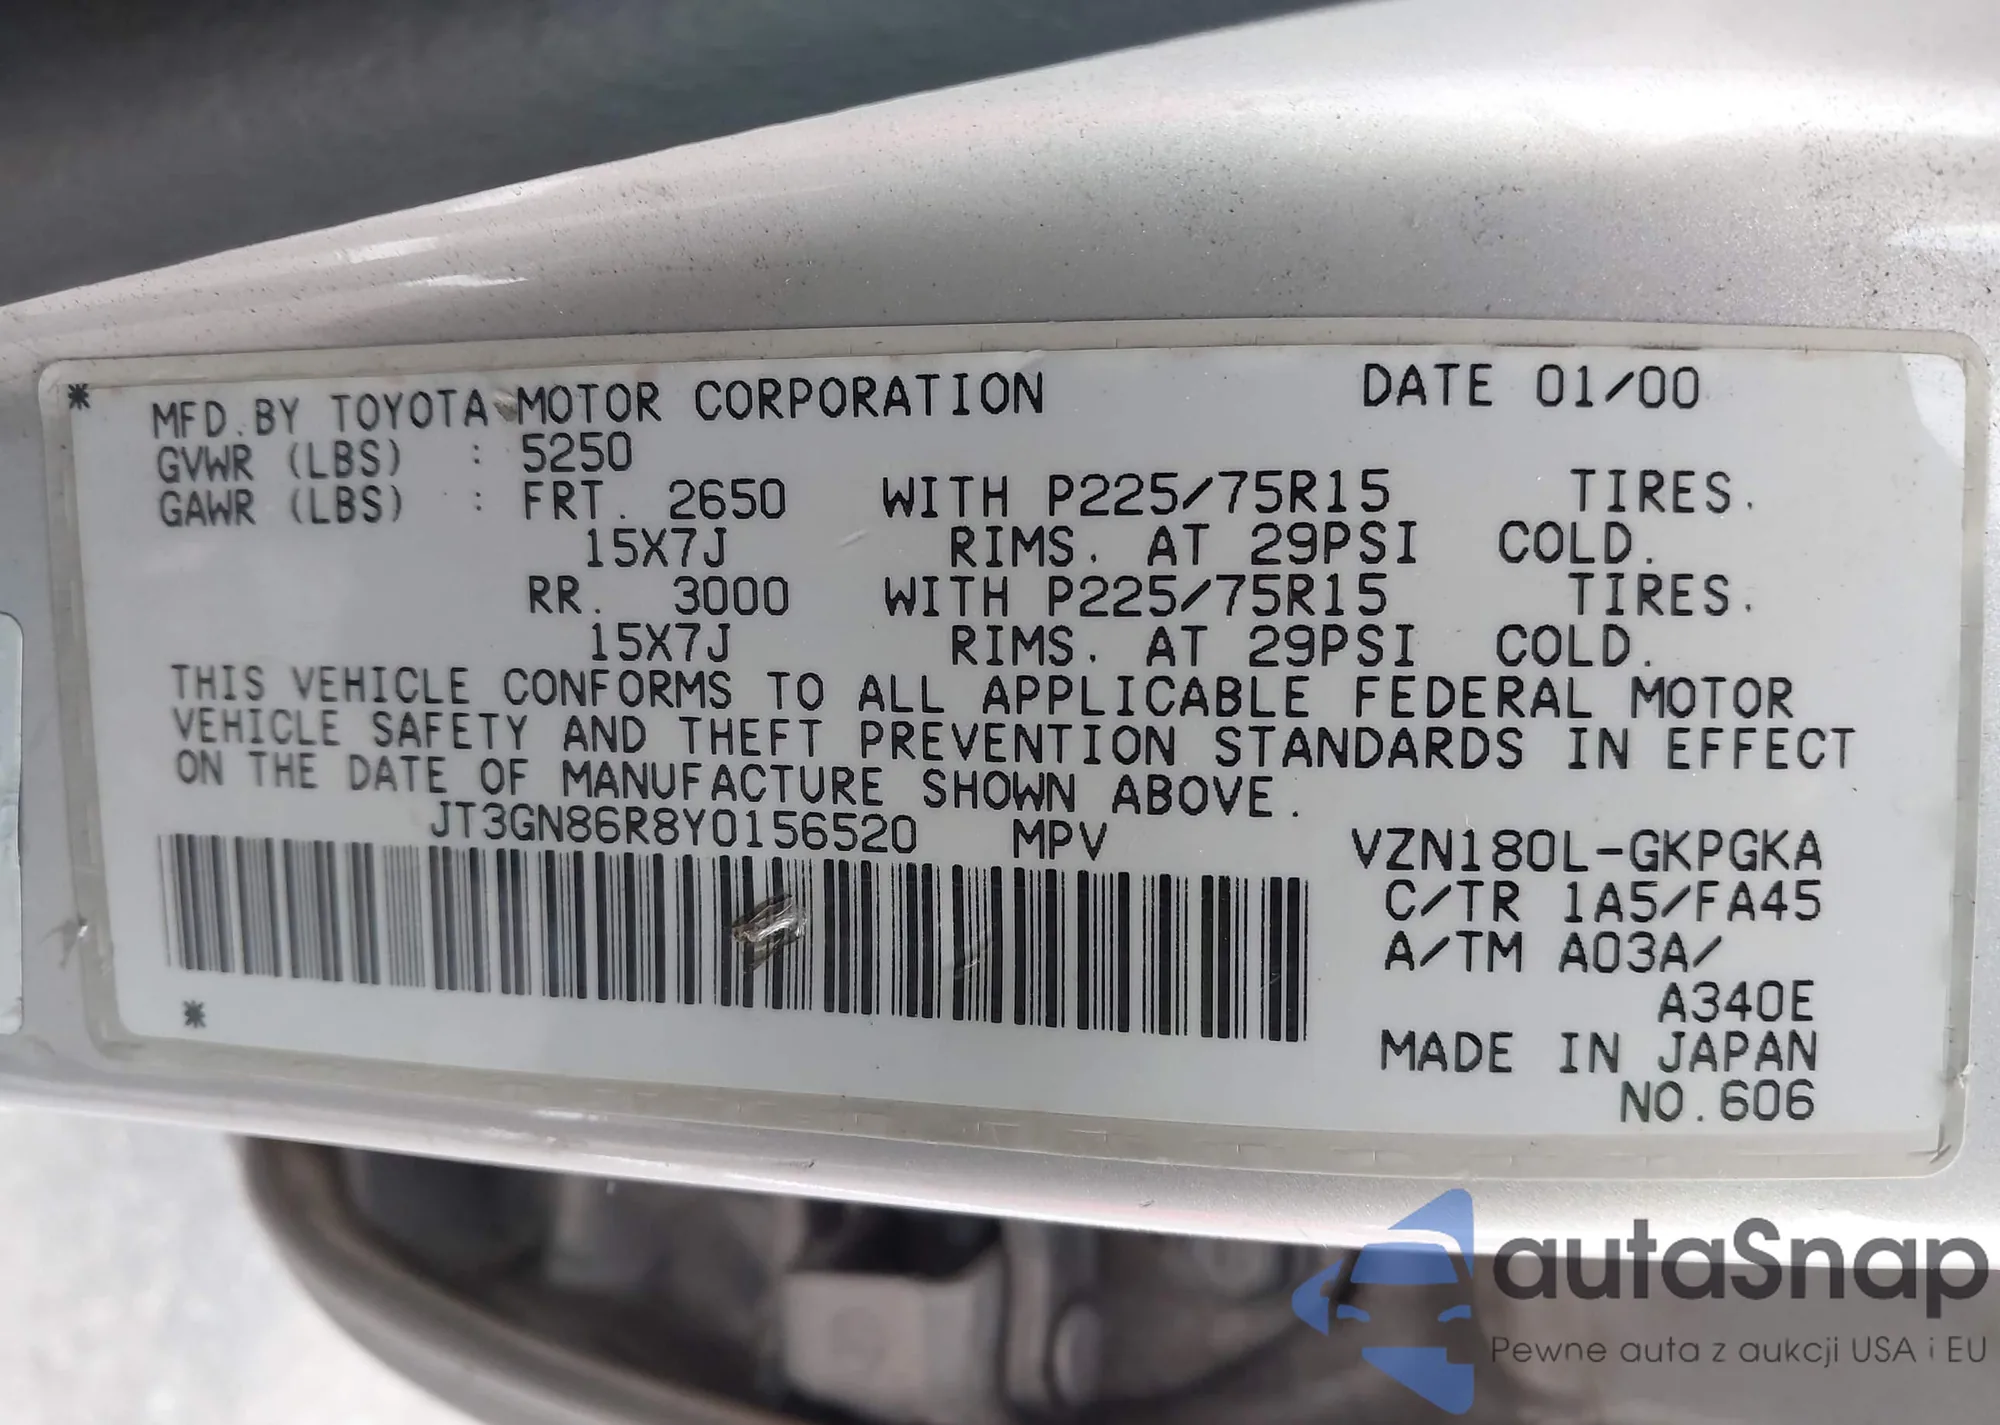 * MFD.BY TOYOTA MOTOR CORPORATION DATE 01/00
GVWR (LBS) : 5250
GAWR (LBS) : FRT. 2650 WITH P225/75R15 TIRES.
15X7J RIMS. AT 29PSI COLD.
RR. 3000 WITH P225/75R15 TIRES.
15X7J RIMS. AT 29PSI COLD.
THIS VEHICLE CONFORMS TO ALL APPLICABLE FEDERAL MOTOR
VEHICLE SAFETY AND THEFT PREVENTION STANDARDS IN EFFECT
ON THE DATE OF MANUFACTURE SHOWN ABOVE.
JT3GN86R8Y0156520 MPV VZN180L-GKPGKA
C/TR 1A5/FA45
A/TM A03A/
A340E
* MADE IN JAPAN
NO.606
autaSnap
Pewne auta z aukcji USA i EU